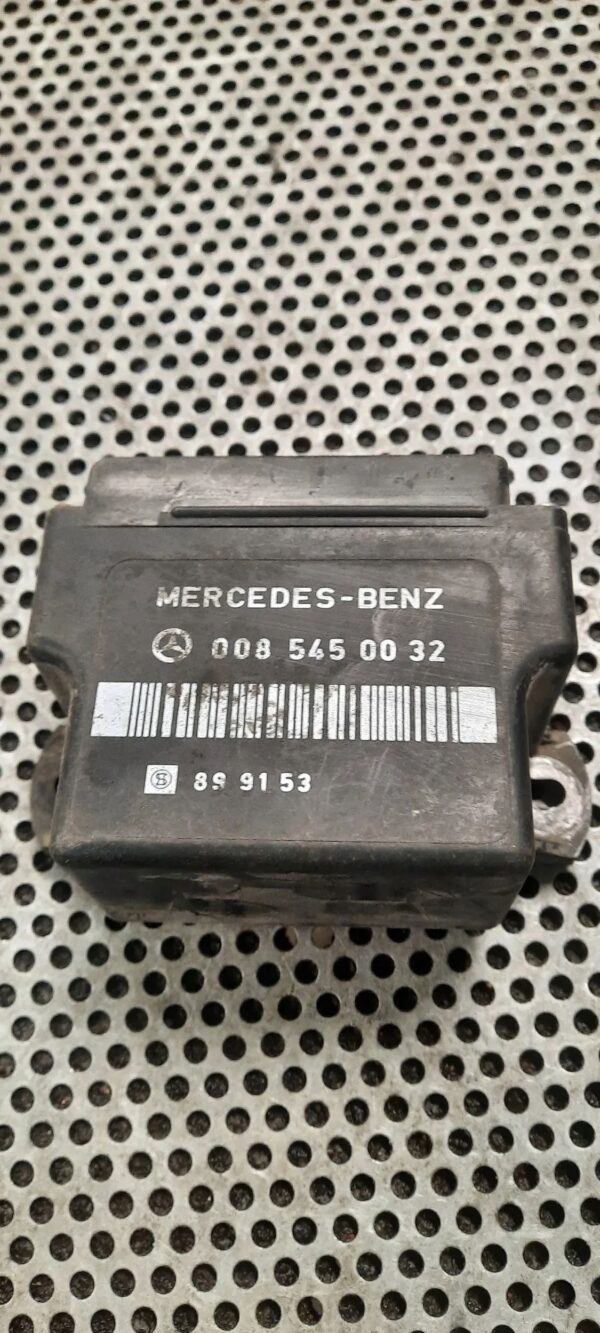 MERCEDES-BENZ
008 545 00 32
89 91 53